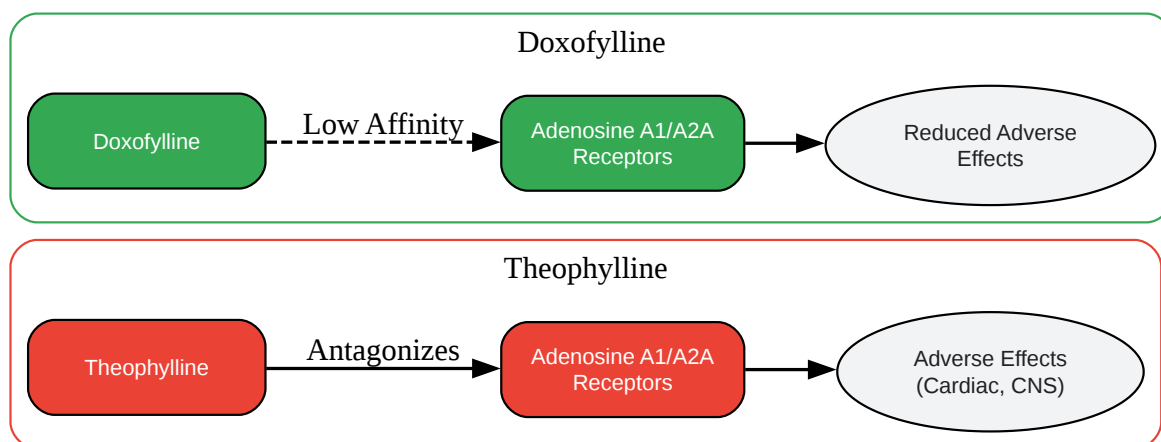 Doxofylline
Doxofylline
Low Affinity
Adenosine A1/A2A
Receptors
Reduced Adverse
Effects
Theophylline
Theophylline
Antagonizes
Adenosine A1/A2A
Receptors
Adverse Effects
(Cardiac, CNS)